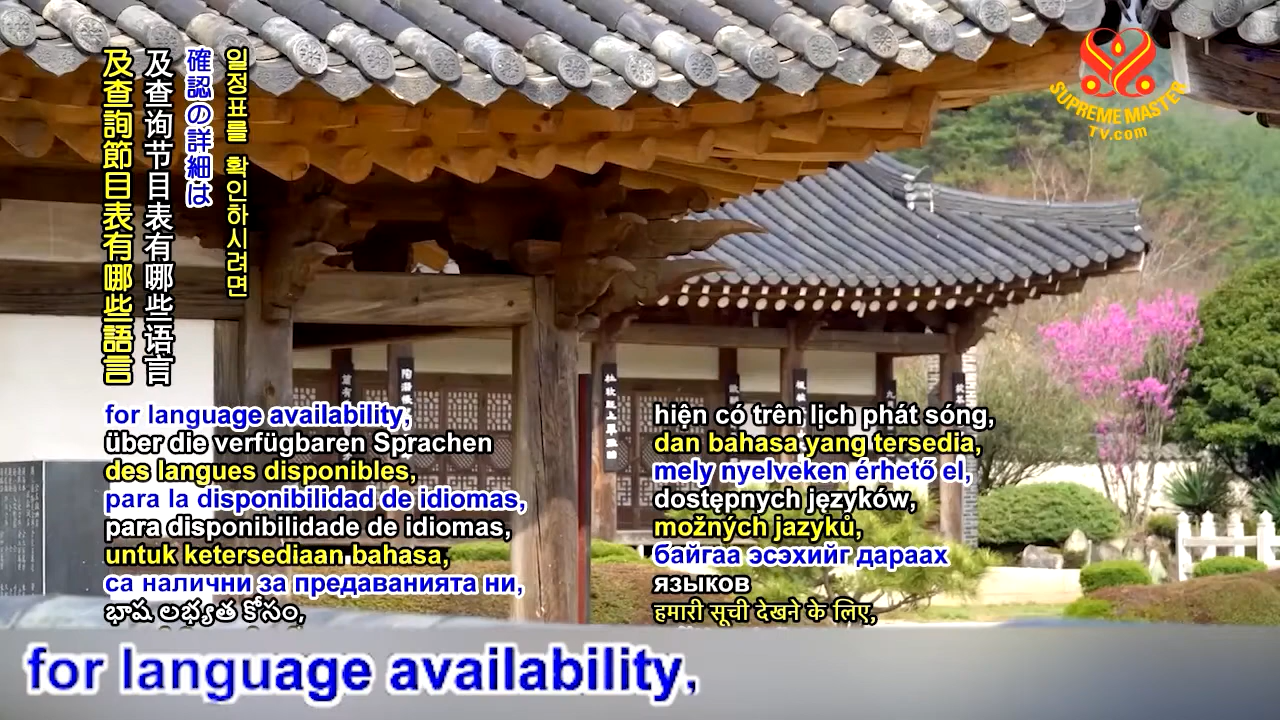 SUPREME MASTER
TV.com
일정표를 확인하시려면
確認の詳細は
及查询节目表有哪些语言
及查詢節目表有哪些語言
for language availability,
über die verfügbaren Sprachen
des langues disponibles,
para la disponibilidad de idiomas,
para disponibilidade de idiomas,
untuk ketersediaan bahasa,
са налични за предаванията ни,
భాష లభ్యత కోసం,
hiện có trên lịch phát sóng,
dan bahasa yang tersedia,
mely nyelveken érhető el,
dostępnych języków,
možných jazyků,
байгаа эсэхийг дараах
языков
हमारी सूची देखने के लिए,
for language availability,